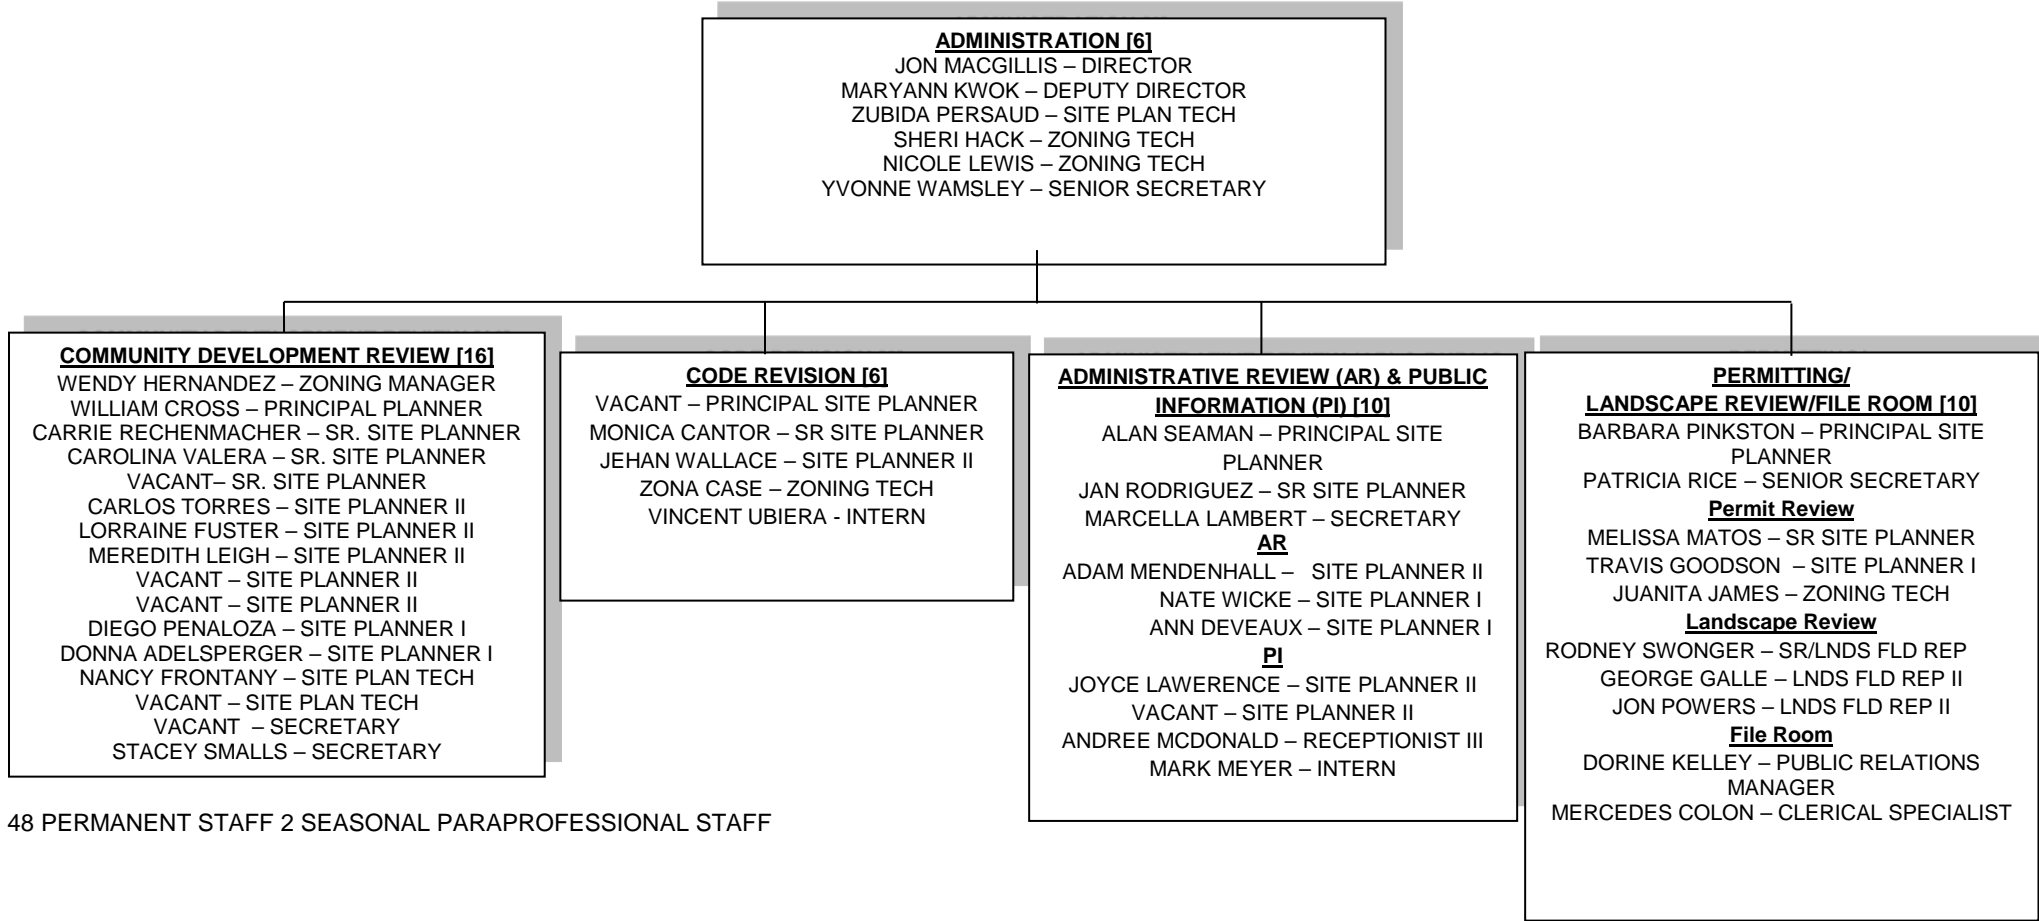 ADMINISTRATION [6]
JON MACGILLIS – DIRECTOR
MARYANN KWOK – DEPUTY DIRECTOR
ZUBIDA PERSAUD – SITE PLAN TECH
SHERI HACK – ZONING TECH
NICOLE LEWIS – ZONING TECH
YVONNE WAMSLEY – SENIOR SECRETARY
COMMUNITY DEVELOPMENT REVIEW [16]
WENDY HERNANDEZ – ZONING MANAGER
WILLIAM CROSS – PRINCIPAL PLANNER
CARRIE RECHENMACHER – SR. SITE PLANNER
CAROLINA VALERA – SR. SITE PLANNER
VACANT– SR. SITE PLANNER
CARLOS TORRES – SITE PLANNER II
LORRAINE FUSTER – SITE PLANNER II
MEREDITH LEIGH – SITE PLANNER II
VACANT – SITE PLANNER II
VACANT – SITE PLANNER II
DIEGO PENALOZA – SITE PLANNER I
DONNA ADELSPERGER – SITE PLANNER I
NANCY FRONTANY – SITE PLAN TECH
VACANT – SITE PLAN TECH
VACANT – SECRETARY
STACEY SMALLS – SECRETARY
CODE REVISION [6]
VACANT – PRINCIPAL SITE PLANNER
MONICA CANTOR – SR SITE PLANNER
JEHAN WALLACE – SITE PLANNER II
ZONA CASE – ZONING TECH
VINCENT UBIERA - INTERN
ADMINISTRATIVE REVIEW (AR) & PUBLIC
INFORMATION (PI) [10]
ALAN SEAMAN – PRINCIPAL SITE
PLANNER
JAN RODRIGUEZ – SR SITE PLANNER
MARCELLA LAMBERT – SECRETARY
AR
ADAM MENDENHALL – SITE PLANNER II
NATE WICKE – SITE PLANNER I
ANN DEVEAUX – SITE PLANNER I
PI
JOYCE LAWERENCE – SITE PLANNER II
VACANT – SITE PLANNER II
ANDREE MCDONALD – RECEPTIONIST III
MARK MEYER – INTERN
PERMITTING/
LANDSCAPE REVIEW/FILE ROOM [10]
BARBARA PINKSTON – PRINCIPAL SITE
PLANNER
PATRICIA RICE – SENIOR SECRETARY
Permit Review
MELISSA MATOS – SR SITE PLANNER
TRAVIS GOODSON – SITE PLANNER I
JUANITA JAMES – ZONING TECH
Landscape Review
RODNEY SWONGER – SR/LNDS FLD REP
GEORGE GALLE – LNDS FLD REP II
JON POWERS – LNDS FLD REP II
File Room
DORINE KELLEY – PUBLIC RELATIONS
MANAGER
MERCEDES COLON – CLERICAL SPECIALIST
48 PERMANENT STAFF 2 SEASONAL PARAPROFESSIONAL STAFF